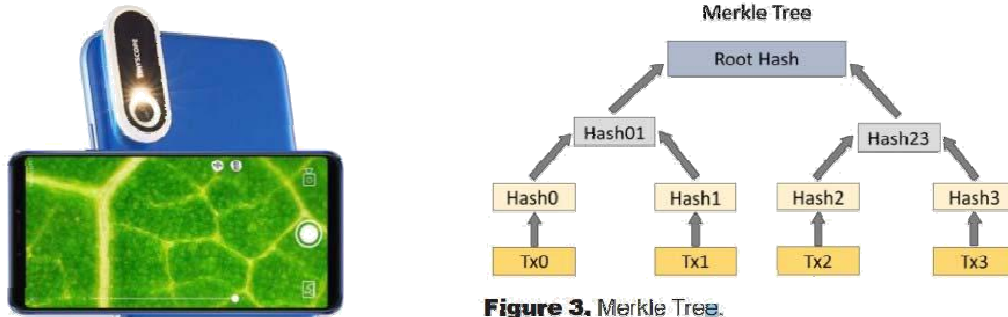 Merkle Tree
Root Hash
Hash01
Hash23
Hash0
Hash1
Hash2
Hash3
Tx0
Tx1
Tx2
Tx3
Figure 3. Merkle Tree.